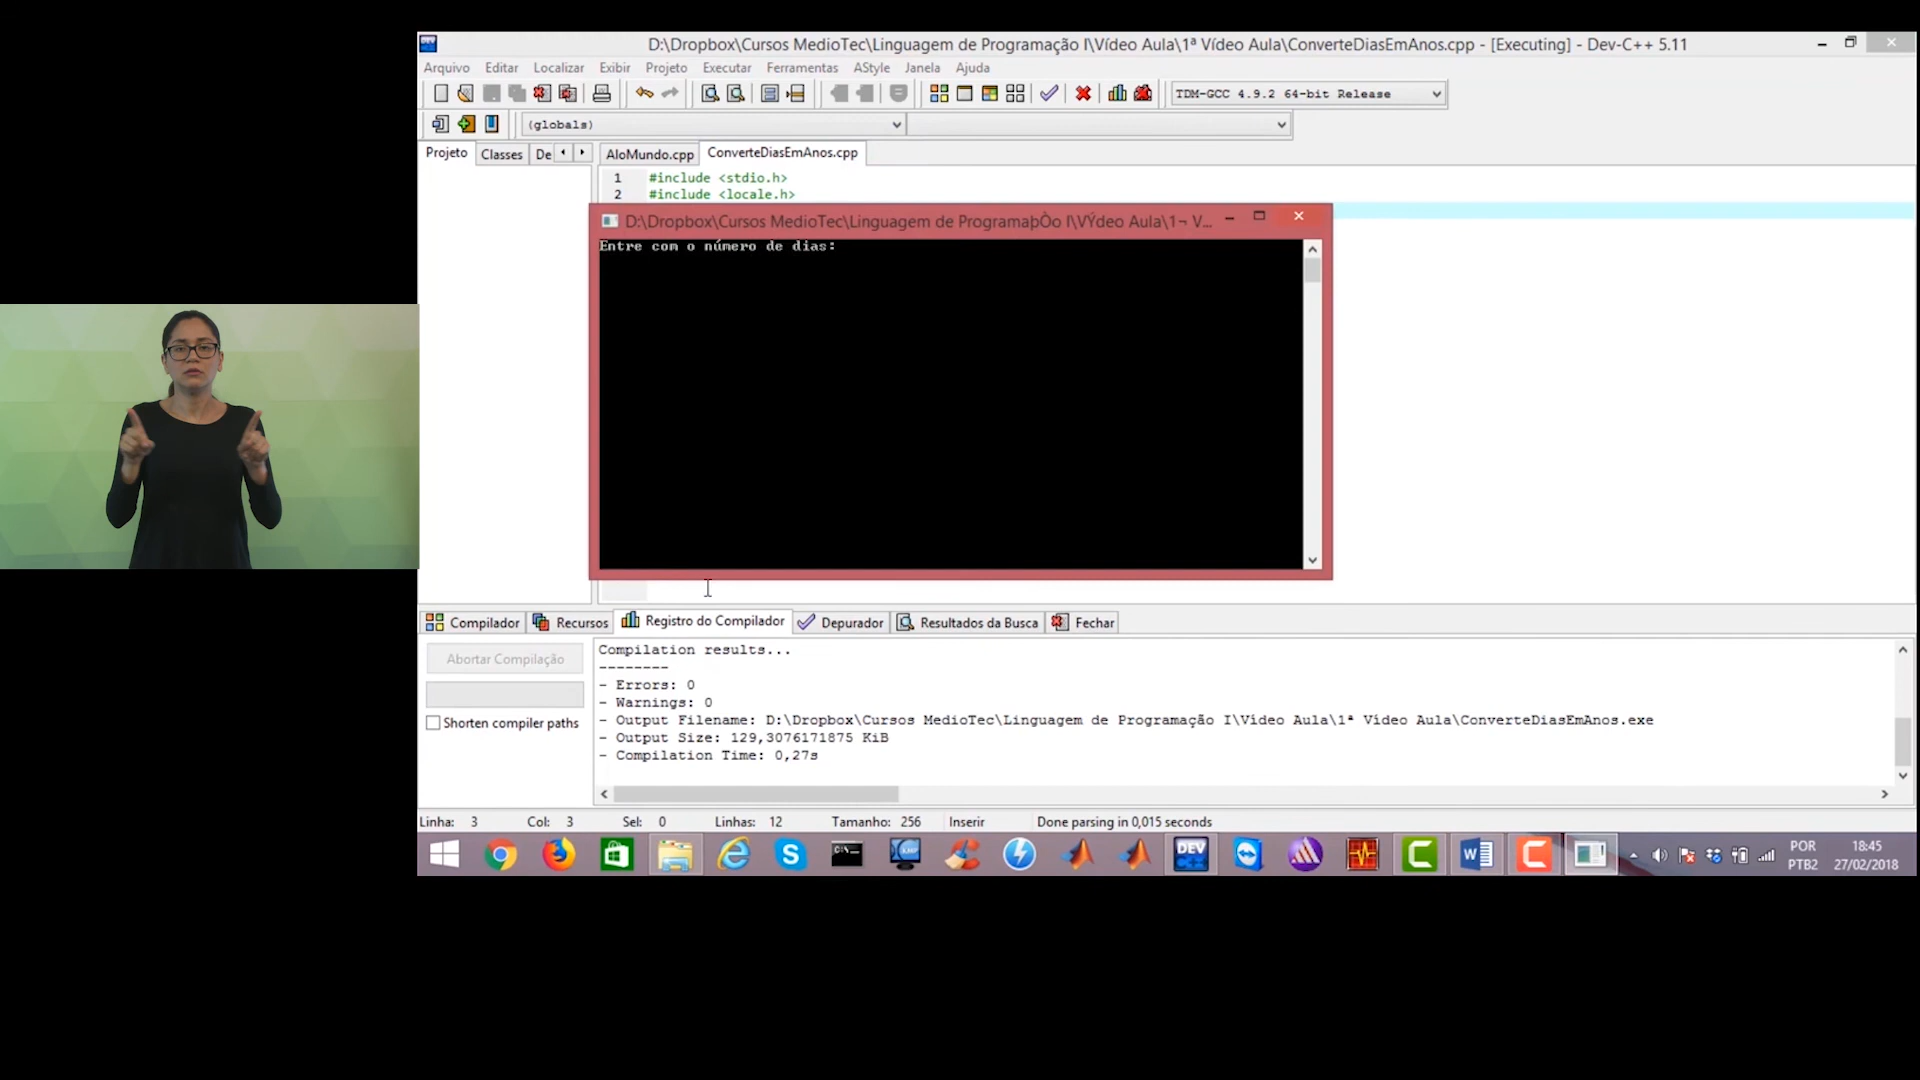 D:\Dropbox\Cursos MedioTec\Linguagem de Programação I\Vídeo Aula\1ª Vídeo Aula\ConverteDiasEmAnos.cpp - [Executing] - Dev-C++ 5.11
Arquivo Editar Localizar Exibir Projeto Executar Ferramentas AStyle Janela Ajuda
TDM-GCC 4.9.2 64-bit Release
(globals)
Projeto Classes De AloMundo.cpp ConverteDiasEmAnos.cpp
1 #include <stdio.h>
2 #include <locale.h>
D:\Dropbox\Cursos MedioTec\Linguagem de ProgramaþÒo I\VÝdeo Aula\1¬ V...
Entre com o número de dias:
Compilador Recursos Registro do Compilador Depurador Resultados da Busca Fechar
Abortar Compilação
Shorten compiler paths
Compilation results...
--------
- Errors: 0
- Warnings: 0
- Output Filename: D:\Dropbox\Cursos MedioTec\Linguagem de Programação I\Vídeo Aula\1ª Vídeo Aula\ConverteDiasEmAnos.exe
- Output Size: 129,3076171875 KiB
- Compilation Time: 0,27s
Linha: 3 Col: 3 Sel: 0 Linhas: 12 Tamanho: 256 Inserir Done parsing in 0,015 seconds
DEV
POR
PTB2
18:45
27/02/2018